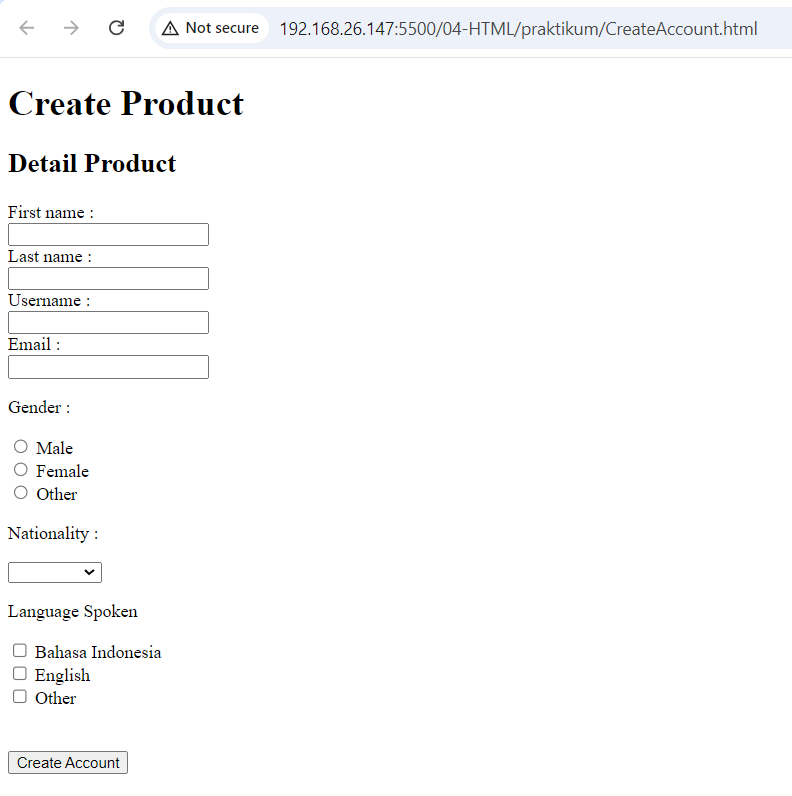 Not secure 192.168.26.147:5500/04-HTML/praktikum/CreateAccount.html
Create Product
Detail Product
First name :
Last name :
Username :
Email :
Gender :
Male
Female
Other
Nationality :
Language Spoken
Bahasa Indonesia
English
Other
Create Account